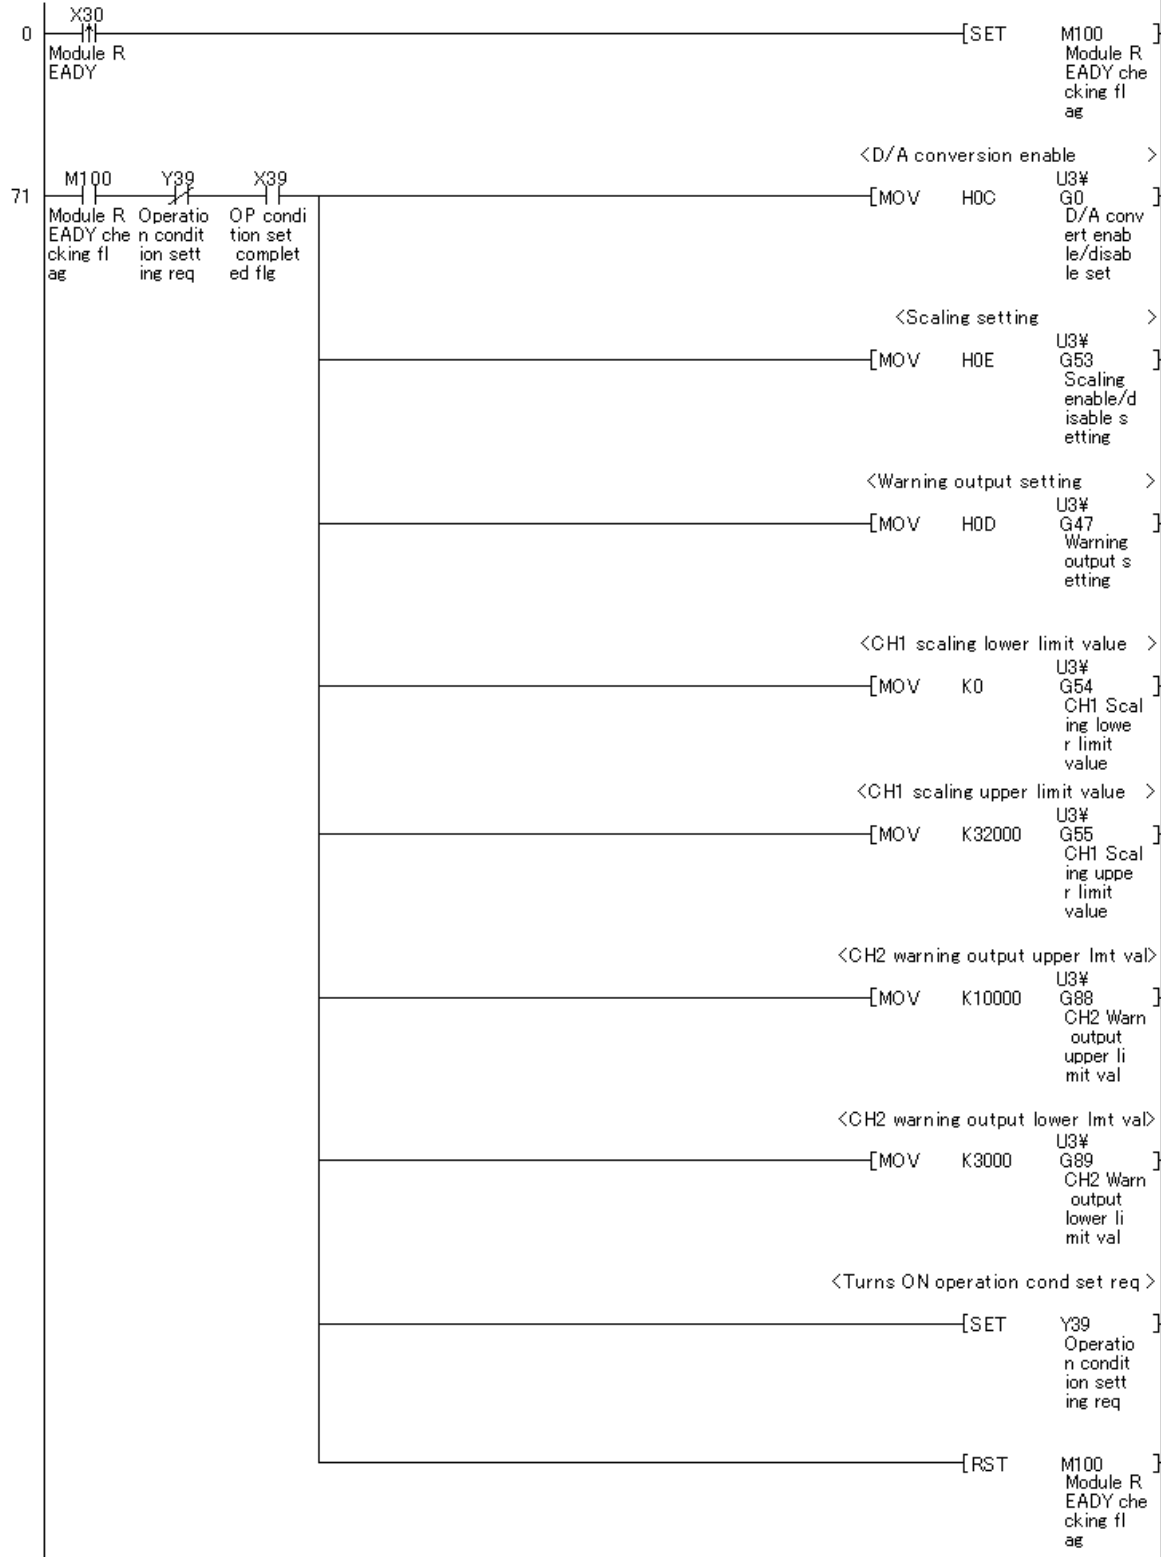 X30
0
[SET M100 ]
Module R
EADY
Module R
EADY che
cking fl
ag
<D/A conversion enable >
M100 Y39 X39
U3¥
71
[MOV H0C G0 ]
Module R
EADY che
cking fl
ag
Operatio
n condit
ion sett
ing req
OP condi
tion set
complet
ed flg
D/A conv
ert enab
le/disab
le set
<Scaling setting >
U3¥
[MOV H0E G53 ]
Scaling
enable/d
isable s
etting
<Warning output setting >
U3¥
[MOV H0D G47 ]
Warning
output s
etting
<CH1 scaling lower limit value >
U3¥
[MOV K0 G54 ]
CH1 Scal
ing lowe
r limit
value
<CH1 scaling upper limit value >
U3¥
[MOV K32000 G55 ]
CH1 Scal
ing uppe
r limit
value
<CH2 warning output upper lmt val>
U3¥
[MOV K10000 G88 ]
CH2 Warn
output
upper li
mit val
<CH2 warning output lower lmt val>
U3¥
[MOV K3000 G89 ]
CH2 Warn
output
lower li
mit val
<Turns ON operation cond set req >
[SET Y39 ]
Operatio
n condit
ion sett
ing req
[RST M100 ]
Module R
EADY che
cking fl
ag